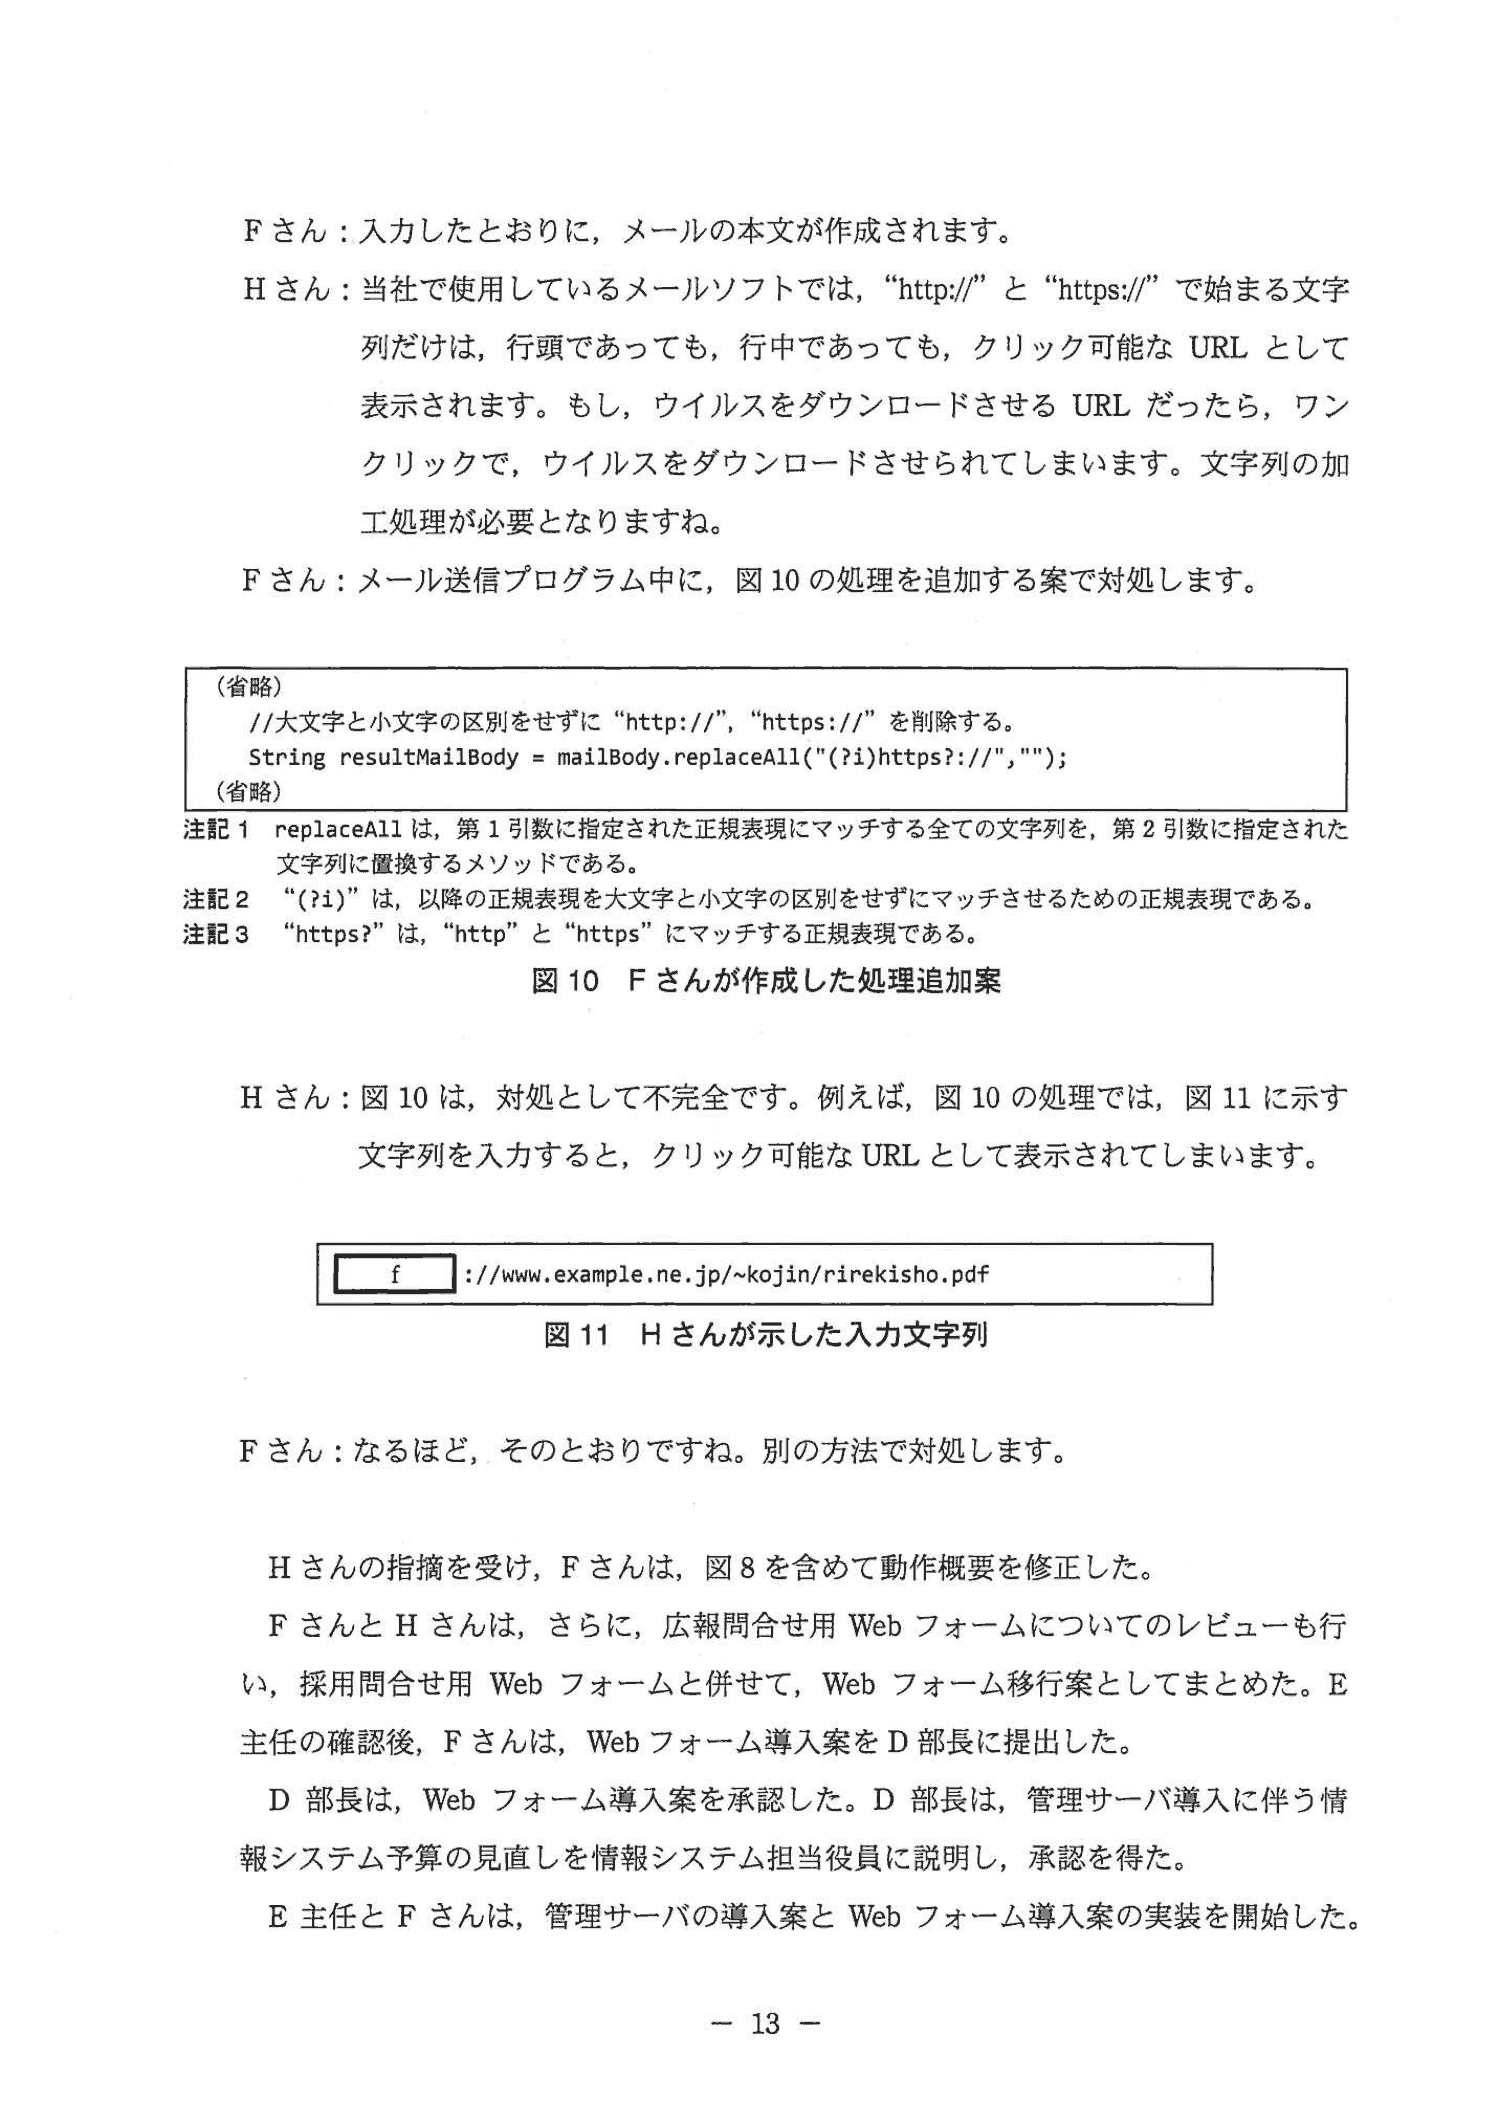 Fさん：入力したとおりに，メールの本文が作成されます。
Hさん：当社で使用しているメールソフトでは，“http://” と “https://” で始まる文字
列だけは，行頭であっても，行中であっても，クリック可能な URL として
表示されます。もし，ウイルスをダウンロードさせる URL だったら，ワン
クリックで，ウイルスをダウンロードさせられてしまいます。文字列の加
工処理が必要となりますね。
Fさん：メール送信プログラム中に，図 10 の処理を追加する案で対処します。
（省略）
//大文字と小文字の区別をせずに “http://”，“https://” を削除する。
String resultMailBody = mailBody.replaceAll("(?i)https?://","");
（省略）
注記1 replaceAll は，第 1 引数に指定された正規表現にマッチする全ての文字列を，第 2 引数に指定された
文字列に置換するメソッドである。
注記2 “(?i)” は，以降の正規表現を大文字と小文字の区別をせずにマッチさせるための正規表現である。
注記3 “https?” は，“http” と “https” にマッチする正規表現である。
図 10 F さんが作成した処理追加案
Hさん：図 10 は，対処として不完全です。例えば，図 10 の処理では，図 11 に示す
文字列を入力すると，クリック可能な URL として表示されてしまいます。
f ://www.example.ne.jp/~kojin/rirekisho.pdf
図 11 H さんが示した入力文字列
Fさん：なるほど，そのとおりですね。別の方法で対処します。
H さんの指摘を受け，F さんは，図 8 を含めて動作概要を修正した。
F さんと H さんは，さらに，広報問合せ用 Web フォームについてのレビューも行
い，採用問合せ用 Web フォームと併せて，Web フォーム移行案としてまとめた。E
主任の確認後，F さんは，Web フォーム導入案を D 部長に提出した。
D 部長は，Web フォーム導入案を承認した。D 部長は，管理サーバ導入に伴う情
報システム予算の見直しを情報システム担当役員に説明し，承認を得た。
E 主任と F さんは，管理サーバの導入案と Web フォーム導入案の実装を開始した。
－ 13 －